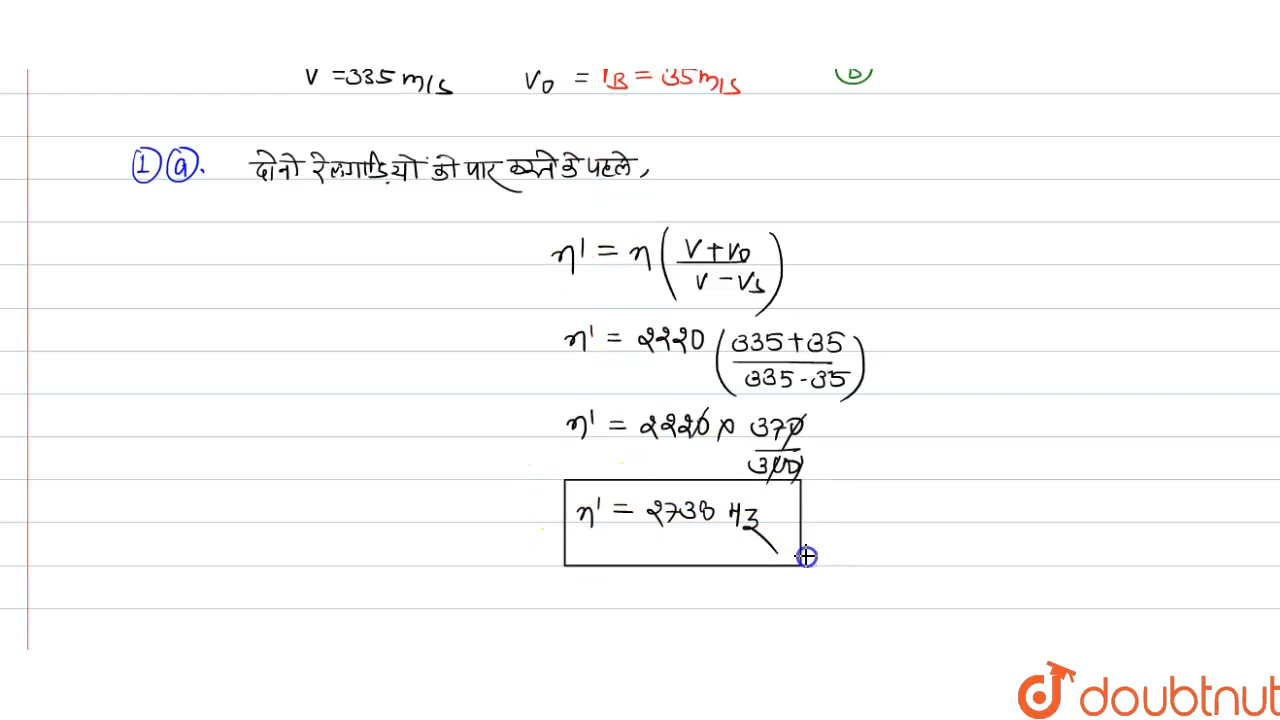 V = 335 m/s v₀ = V_B = 35 m/s B
① ⓐ. दोनो रेलगाडियो को पार करने के पहले,
n' = n ( V + v₀ / V - vₛ )
n' = 2220 ( 335 + 35 / 335 - 35 )
n' = 2220 × 370 / 300
n' = 2738 Hz
doubtnut